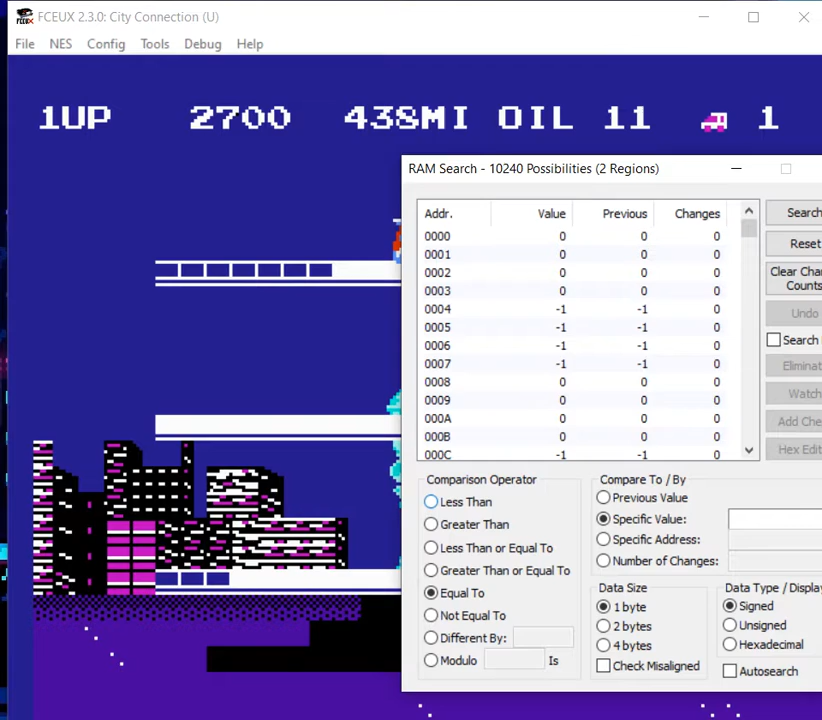 FCEUX 2.3.0: City Connection (U)
File NES Config Tools Debug Help
1UP 2700 438MI OIL 11 1
RAM Search - 10240 Possibilities (2 Regions)
Addr. Value Previous Changes
0000 0 0 0
0001 0 0 0
0002 0 0 0
0003 0 0 0
0004 -1 -1 0
0005 -1 -1 0
0006 -1 -1 0
0007 -1 -1 0
0008 0 0 0
0009 0 0 0
000A 0 0 0
000B 0 0 0
000C -1 -1 0
Search
Reset
Clear Cha
Counts
Undo
Search
Eliminat
Watch
Add Che
Hex Edit
Comparison Operator
Less Than
Greater Than
Less Than or Equal To
Greater Than or Equal To
Equal To
Not Equal To
Different By:
Modulo Is
Compare To / By
Previous Value
Specific Value:
Specific Address:
Number of Changes:
Data Size
1 byte
2 bytes
4 bytes
Check Misaligned
Data Type / Display
Signed
Unsigned
Hexadecimal
Autosearch